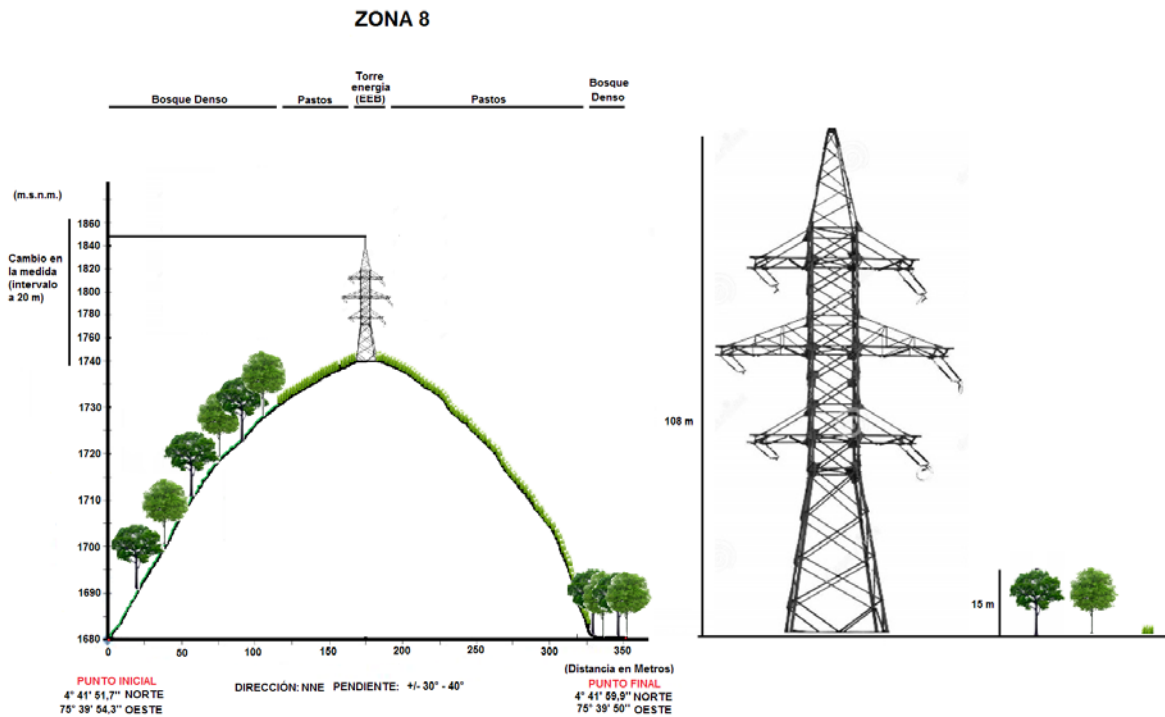 ZONA 8
Bosque Denso
Pastos
Torre
energía
(EEB)
Pastos
Bosque
Denso
(m.s.n.m.)
Cambio en
la medida
(intervalo
a 20 m)
1860
1840
1820
1800
1780
1760
1740
1730
1720
1710
1700
1690
1680
0
50
100
150
200
250
300
350
(Distancia en Metros)
PUNTO INICIAL
4° 41' 51,7'' NORTE
75° 39' 54,3'' OESTE
DIRECCIÓN: NNE PENDIENTE: +/- 30° - 40°
PUNTO FINAL
4° 41' 59,9'' NORTE
75° 39' 50'' OESTE
108 m
15 m